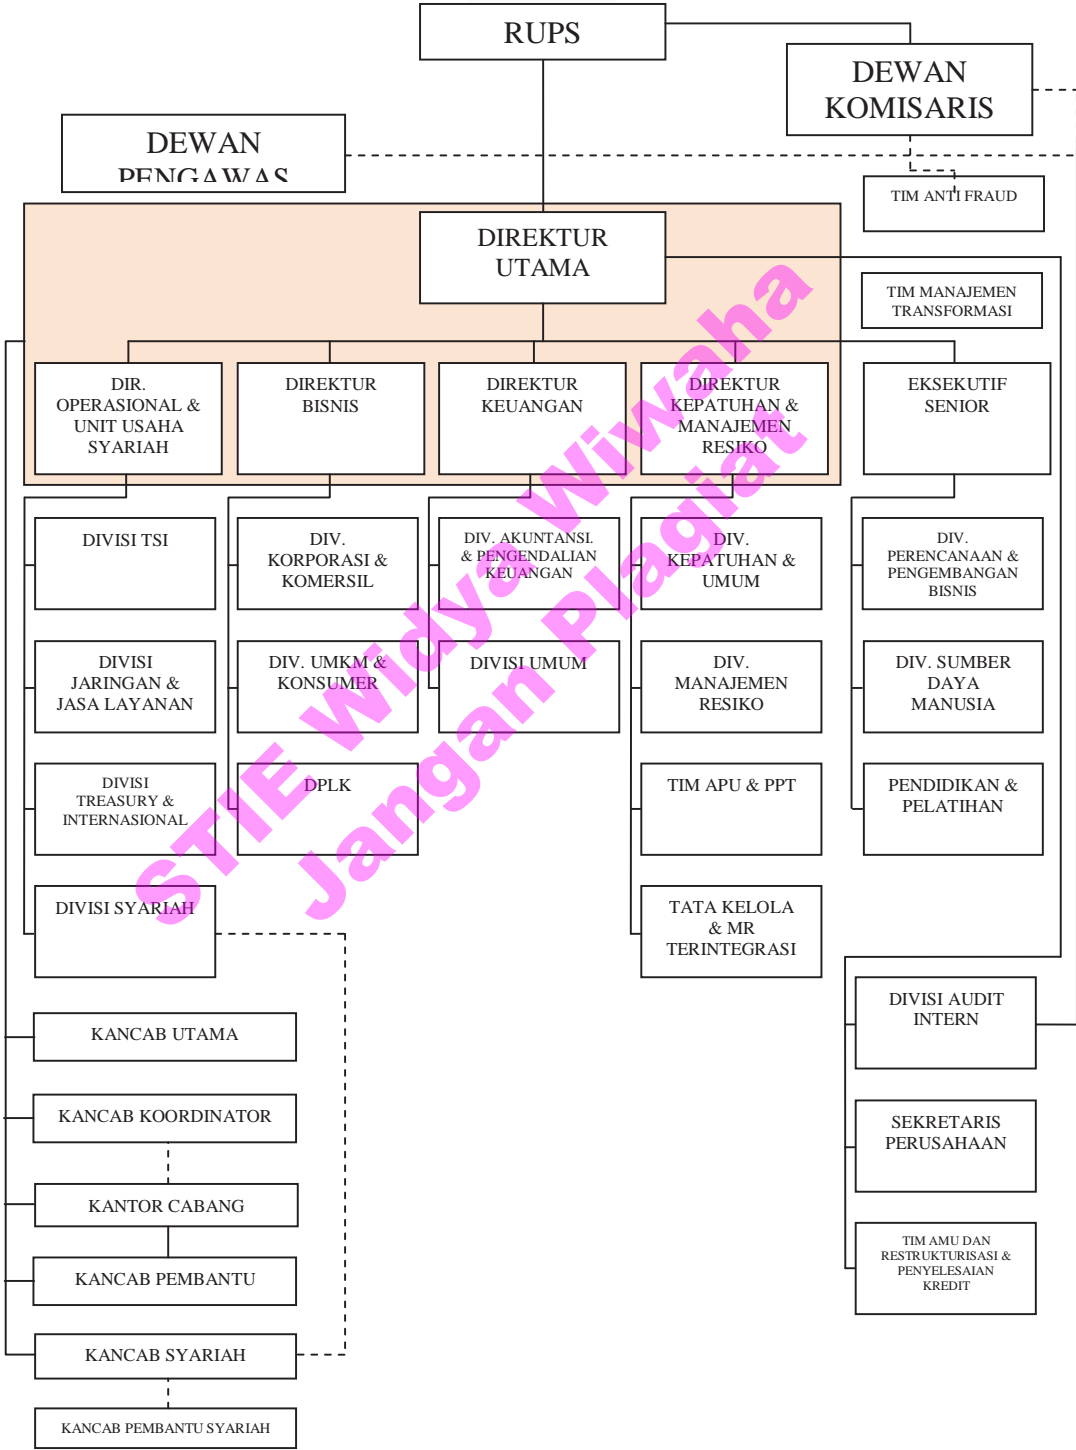 RUPS
DEWAN
KOMISARIS
DEWAN
PENGAWAS
TIM ANTI FRAUD
DIREKTUR
UTAMA
TIM MANAJEMEN
TRANSFORMASI
DIR.
OPERASIONAL &
UNIT USAHA
SYARIAH
DIREKTUR
BISNIS
DIREKTUR
KEUANGAN
DIREKTUR
KEPATUHAN &
MANAJEMEN
RESIKO
EKSEKUTIF
SENIOR
DIVISI TSI
DIV.
KORPORASI &
KOMERSIL
DIV. AKUNTANSI.
& PENGENDALIAN
KEUANGAN
DIV.
KEPATUHAN &
UMUM
DIV.
PERENCANAAN &
PENGEMBANGAN
BISNIS
DIVISI
JARINGAN &
JASA LAYANAN
DIV. UMKM &
KONSUMER
DIVISI UMUM
DIV.
MANAJEMEN
RESIKO
DIV. SUMBER
DAYA
MANUSIA
DIVISI
TREASURY &
INTERNASIONAL
DPLK
TIM APU & PPT
PENDIDIKAN &
PELATIHAN
DIVISI SYARIAH
TATA KELOLA
& MR
TERINTEGRASI
DIVISI AUDIT
INTERN
KANCAB UTAMA
KANCAB KOORDINATOR
SEKRETARIS
PERUSAHAAN
KANTOR CABANG
KANCAB PEMBANTU
TIM AMU DAN
RESTRUKTURISASI &
PENYELESAIAN
KREDIT
KANCAB SYARIAH
KANCAB PEMBANTU SYARIAH
STIE Widya Wiwaha
Jangan Plagiat